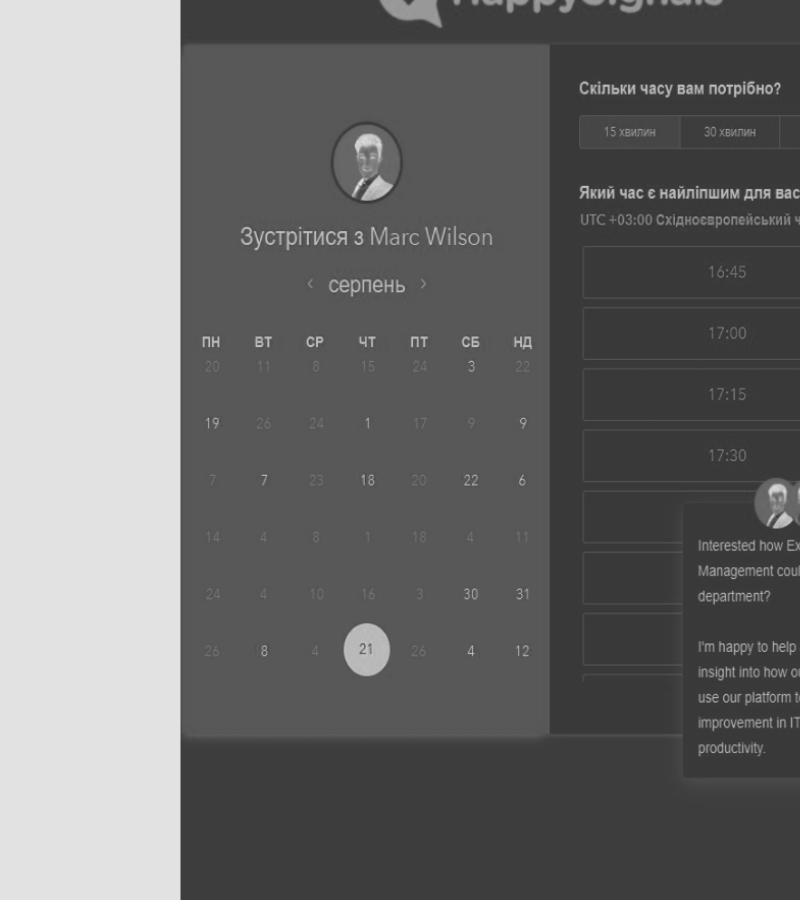 HappySignals
Зустрітися з Marc Wilson
‹ серпень ›
ПН ВТ СР ЧТ ПТ СБ НД
20 11 8 15 24 3 22
19 26 24 1 17 9 9
7 7 23 18 20 22 6
14 4 8 1 18 4 11
24 4 10 16 3 30 31
26 8 4 21 26 4 12
Скільки часу вам потрібно?
15 хвилин 30 хвилин
Який час є найліпшим для вас
UTC +03:00 Східноєвропейський ч
16:45
17:00
17:15
17:30
Interested how Ex
Management coul
department?
I'm happy to help
insight into how ou
use our platform to
improvement in IT
productivity.